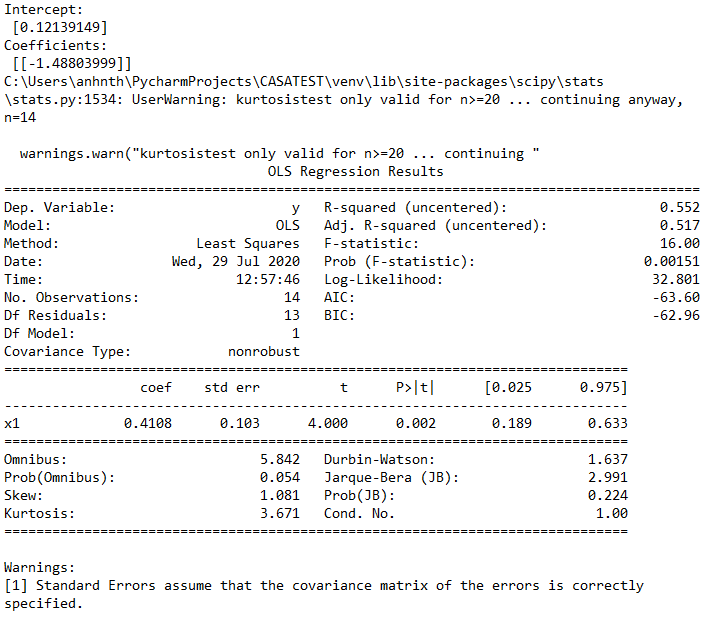 Intercept:
 [0.12139149]
Coefficients:
 [[-1.48803999]]
C:\Users\anhnth\PycharmProjects\CASATEST\venv\lib\site-packages\scipy\stats
\stats.py:1534: UserWarning: kurtosistest only valid for n>=20 ... continuing anyway,
n=14
  warnings.warn("kurtosistest only valid for n>=20 ... continuing "
                                 OLS Regression Results
=======================================================================================
Dep. Variable:                      y   R-squared (uncentered):                   0.552
Model:                            OLS   Adj. R-squared (uncentered):              0.517
Method:                 Least Squares   F-statistic:                              16.00
Date:                Wed, 29 Jul 2020   Prob (F-statistic):                     0.00151
Time:                        12:57:46   Log-Likelihood:                          32.801
No. Observations:                  14   AIC:                                     -63.60
Df Residuals:                      13   BIC:                                     -62.96
Df Model:                           1
Covariance Type:            nonrobust
==============================================================================
                 coef    std err          t      P>|t|      [0.025      0.975]
------------------------------------------------------------------------------
x1             0.4108      0.103      4.000      0.002       0.189       0.633
==============================================================================
Omnibus:                        5.842   Durbin-Watson:                   1.637
Prob(Omnibus):                  0.054   Jarque-Bera (JB):                2.991
Skew:                           1.081   Prob(JB):                        0.224
Kurtosis:                       3.671   Cond. No.                         1.00
==============================================================================
Warnings:
[1] Standard Errors assume that the covariance matrix of the errors is correctly
specified.